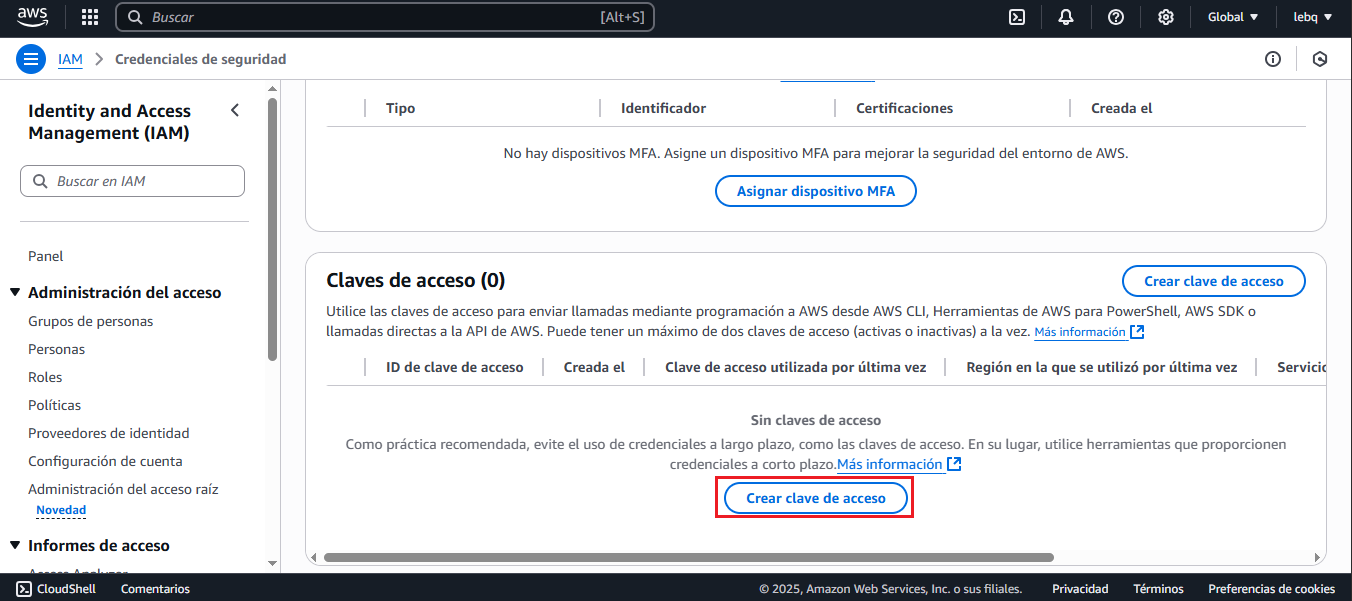 aws
Buscar
[Alt+S]
Global
lebq
IAM
Credenciales de seguridad
Identity and Access
Management (IAM)
Buscar en IAM
Panel
Administración del acceso
Grupos de personas
Personas
Roles
Políticas
Proveedores de identidad
Configuración de cuenta
Administración del acceso raíz
Novedad
Informes de acceso
Tipo
Identificador
Certificaciones
Creada el
No hay dispositivos MFA. Asigne un dispositivo MFA para mejorar la seguridad del entorno de AWS.
Asignar dispositivo MFA
Claves de acceso (0)
Crear clave de acceso
Utilice las claves de acceso para enviar llamadas mediante programación a AWS desde AWS CLI, Herramientas de AWS para PowerShell, AWS SDK o
llamadas directas a la API de AWS. Puede tener un máximo de dos claves de acceso (activas o inactivas) a la vez. Más información
ID de clave de acceso
Creada el
Clave de acceso utilizada por última vez
Región en la que se utilizó por última vez
Servicio
Sin claves de acceso
Como práctica recomendada, evite el uso de credenciales a largo plazo, como las claves de acceso. En su lugar, utilice herramientas que proporcionen
credenciales a corto plazo.Más información
Crear clave de acceso
CloudShell
Comentarios
© 2025, Amazon Web Services, Inc. o sus filiales.
Privacidad
Términos
Preferencias de cookies